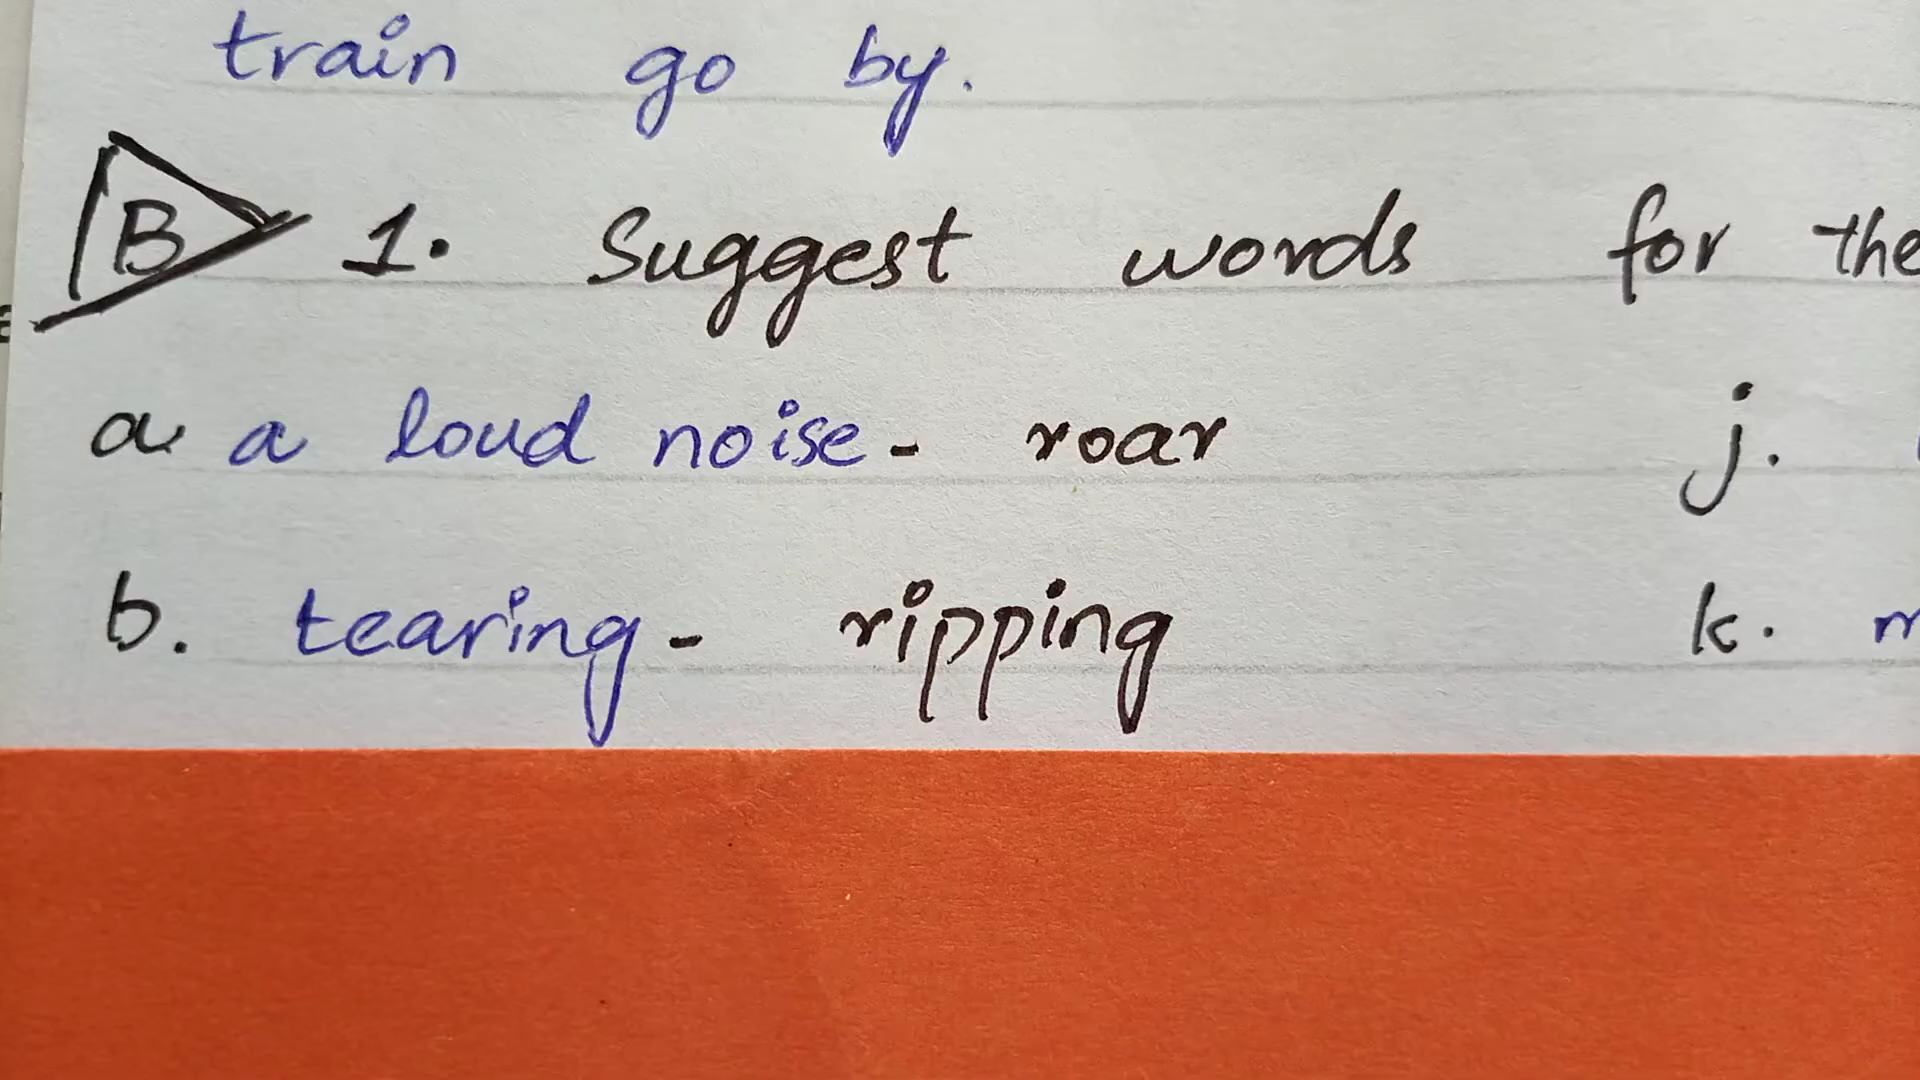 train go by.
B 1. Suggest words for the
a. a loud noise - roar j.
b. tearing - ripping k.